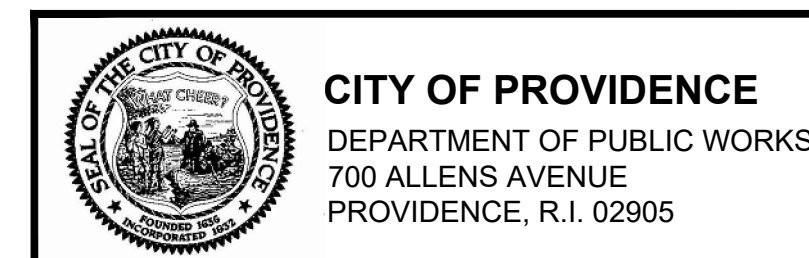 SEAL OF THE CITY OF PROVIDENCE
WHAT CHEER?
FOUNDED 1636
INCORPORATED 1832
CITY OF PROVIDENCE
DEPARTMENT OF PUBLIC WORKS
700 ALLENS AVENUE
PROVIDENCE, R.I. 02905